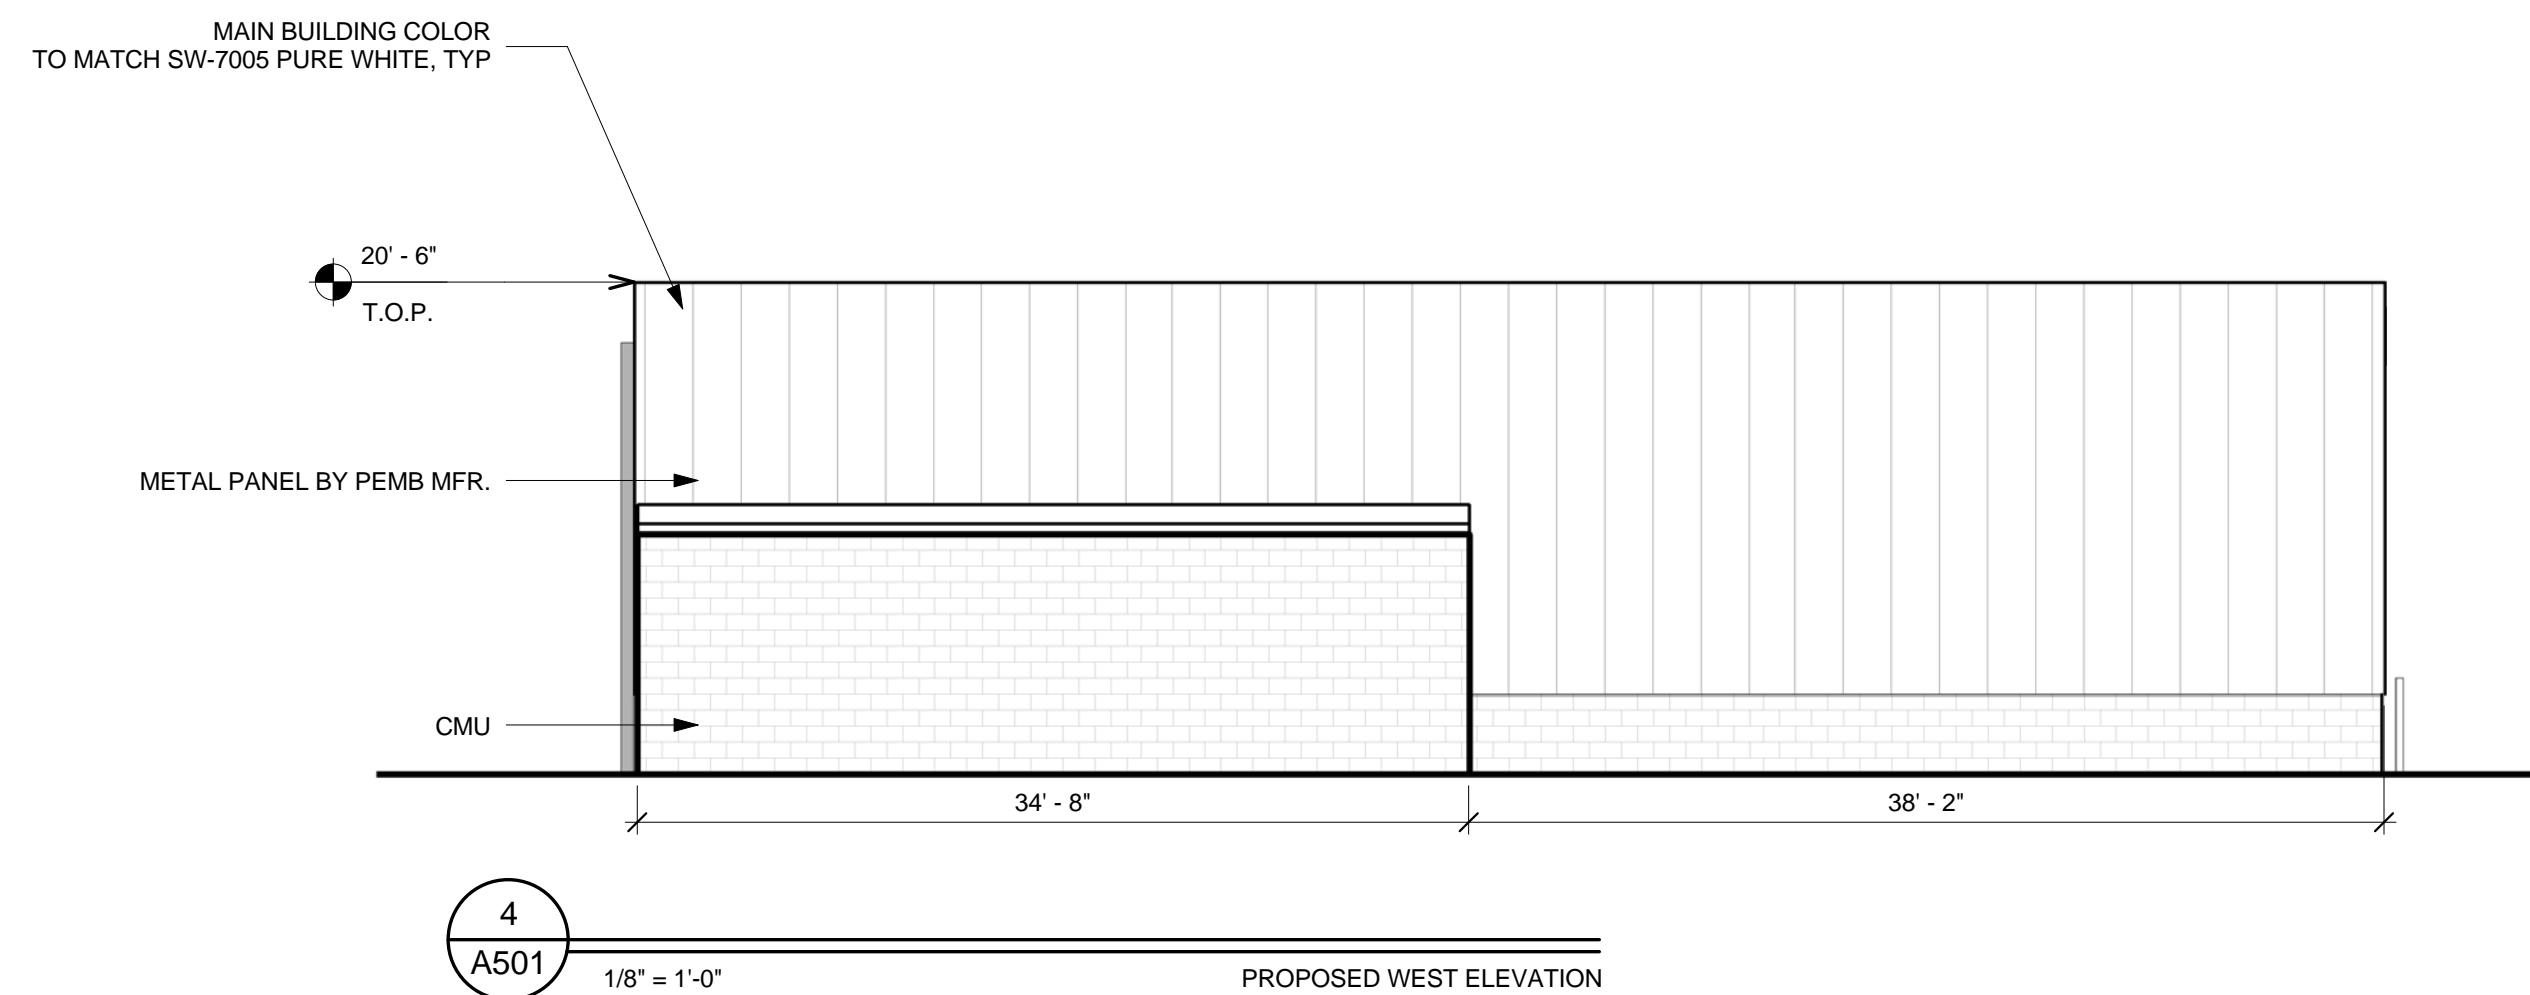 MAIN BUILDING COLOR
TO MATCH SW-7005 PURE WHITE, TYP
20' - 6"
T.O.P.
METAL PANEL BY PEMB MFR.
CMU
34' - 8"
38' - 2"
4
A501
1/8" = 1'-0"
PROPOSED WEST ELEVATION